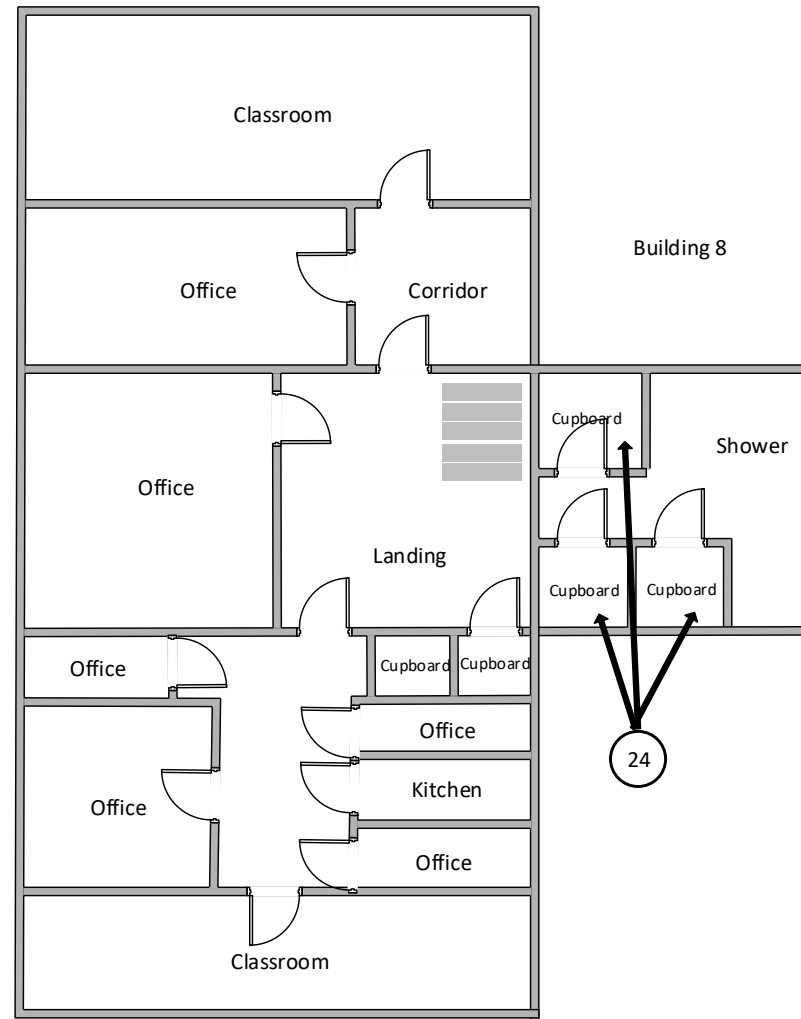 Classroom
Building 8
Office
Corridor
Cupboard
Shower
Office
Landing
Cupboard
Cupboard
Office
Cupboard
Cupboard
Office
24
Kitchen
Office
Office
Classroom